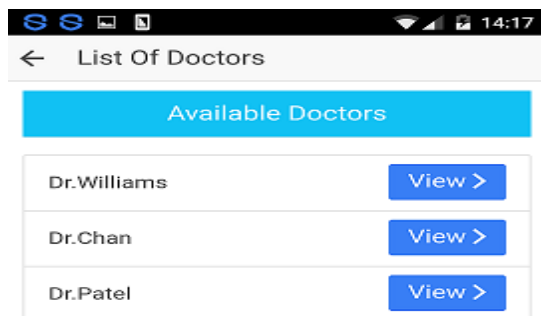 14:17
List Of Doctors
Available Doctors
Dr.Williams View >
Dr.Chan View >
Dr.Patel View >